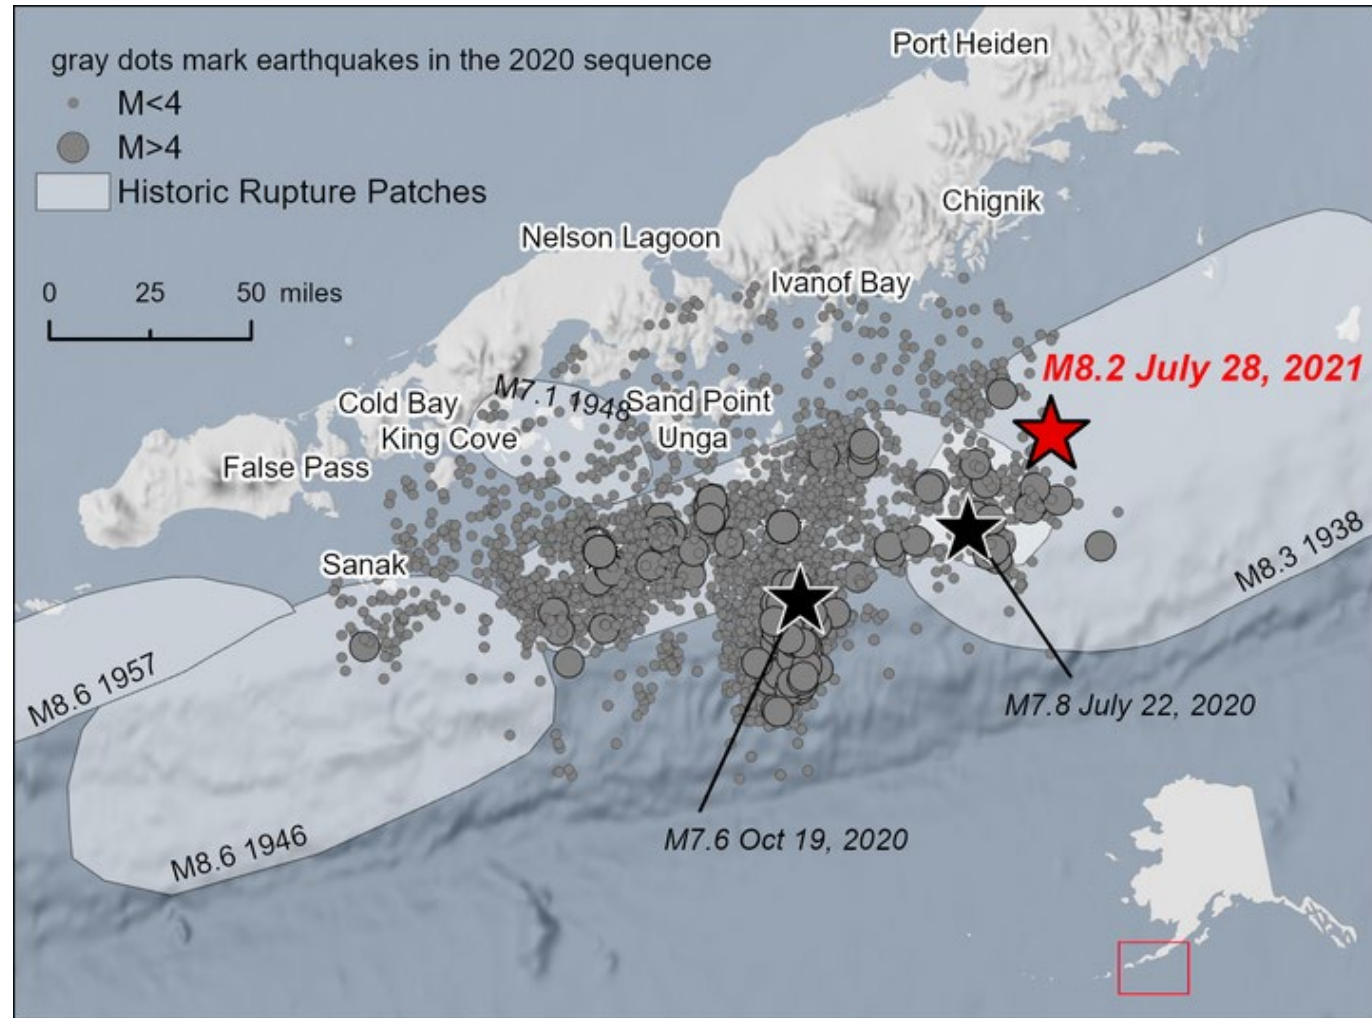 gray dots mark earthquakes in the 2020 sequence
M<4
M>4
Historic Rupture Patches
0 25 50 miles
Port Heiden
Chignik
Nelson Lagoon
Ivanof Bay
M8.2 July 28, 2021
M7.1 1948
Cold Bay
Sand Point
King Cove
Unga
False Pass
Sanak
M8.3 1938
M8.6 1957
M7.8 July 22, 2020
M7.6 Oct 19, 2020
M8.6 1946